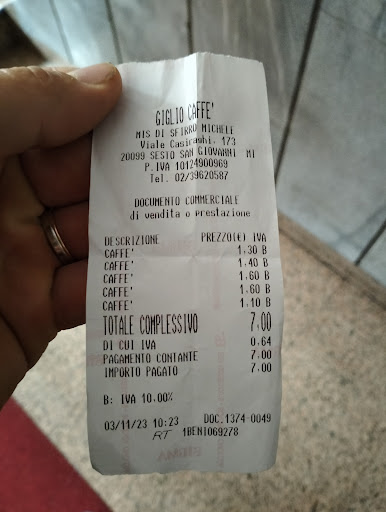 GIGLIO CAFFE'
MIS DI SFIRRO MICHELE
Viale Casiraghi. 173
20099 SESTO SAN GIOVANNI MI
P.IVA 10124900969
Tel. 02/39620587
DOCUMENTO COMMERCIALE
di vendita o prestazione
DESCRIZIONE PREZZO(E) IVA
CAFFE' 1.30 B
CAFFE' 1.40 B
CAFFE' 1.60 B
CAFFE' 1.60 B
CAFFE' 1.10 B
TOTALE COMPLESSIVO 7.00
DI CUI IVA 0.64
PAGAMENTO CONTANTE 7.00
IMPORTO PAGATO 7.00
B: IVA 10.00%
03/11/23 10:23 DOC.1374-0049
RT 1BENI069278